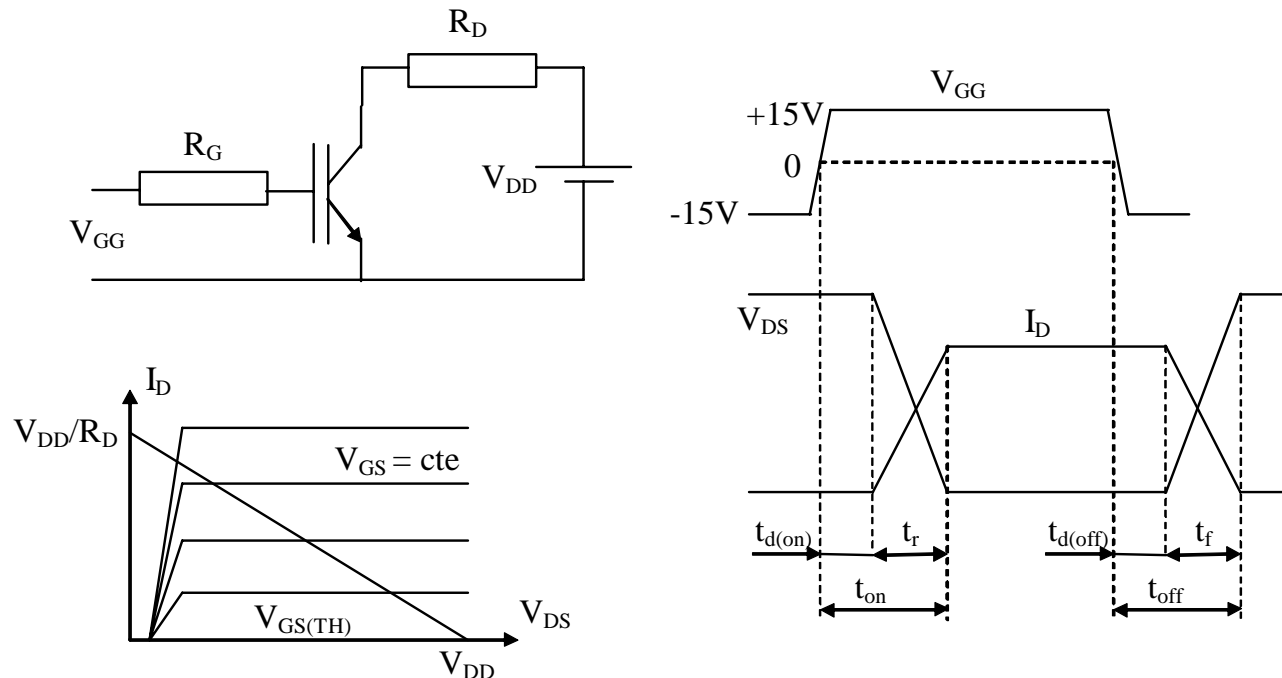 R_D
R_G
V_DD
V_GG
I_D
V_DD/R_D
V_GS = cte
V_GS(TH)
V_DS
V_DD
V_GG
+15V
0
-15V
V_DS
I_D
t_d(on)
t_r
t_d(off)
t_f
t_on
t_off